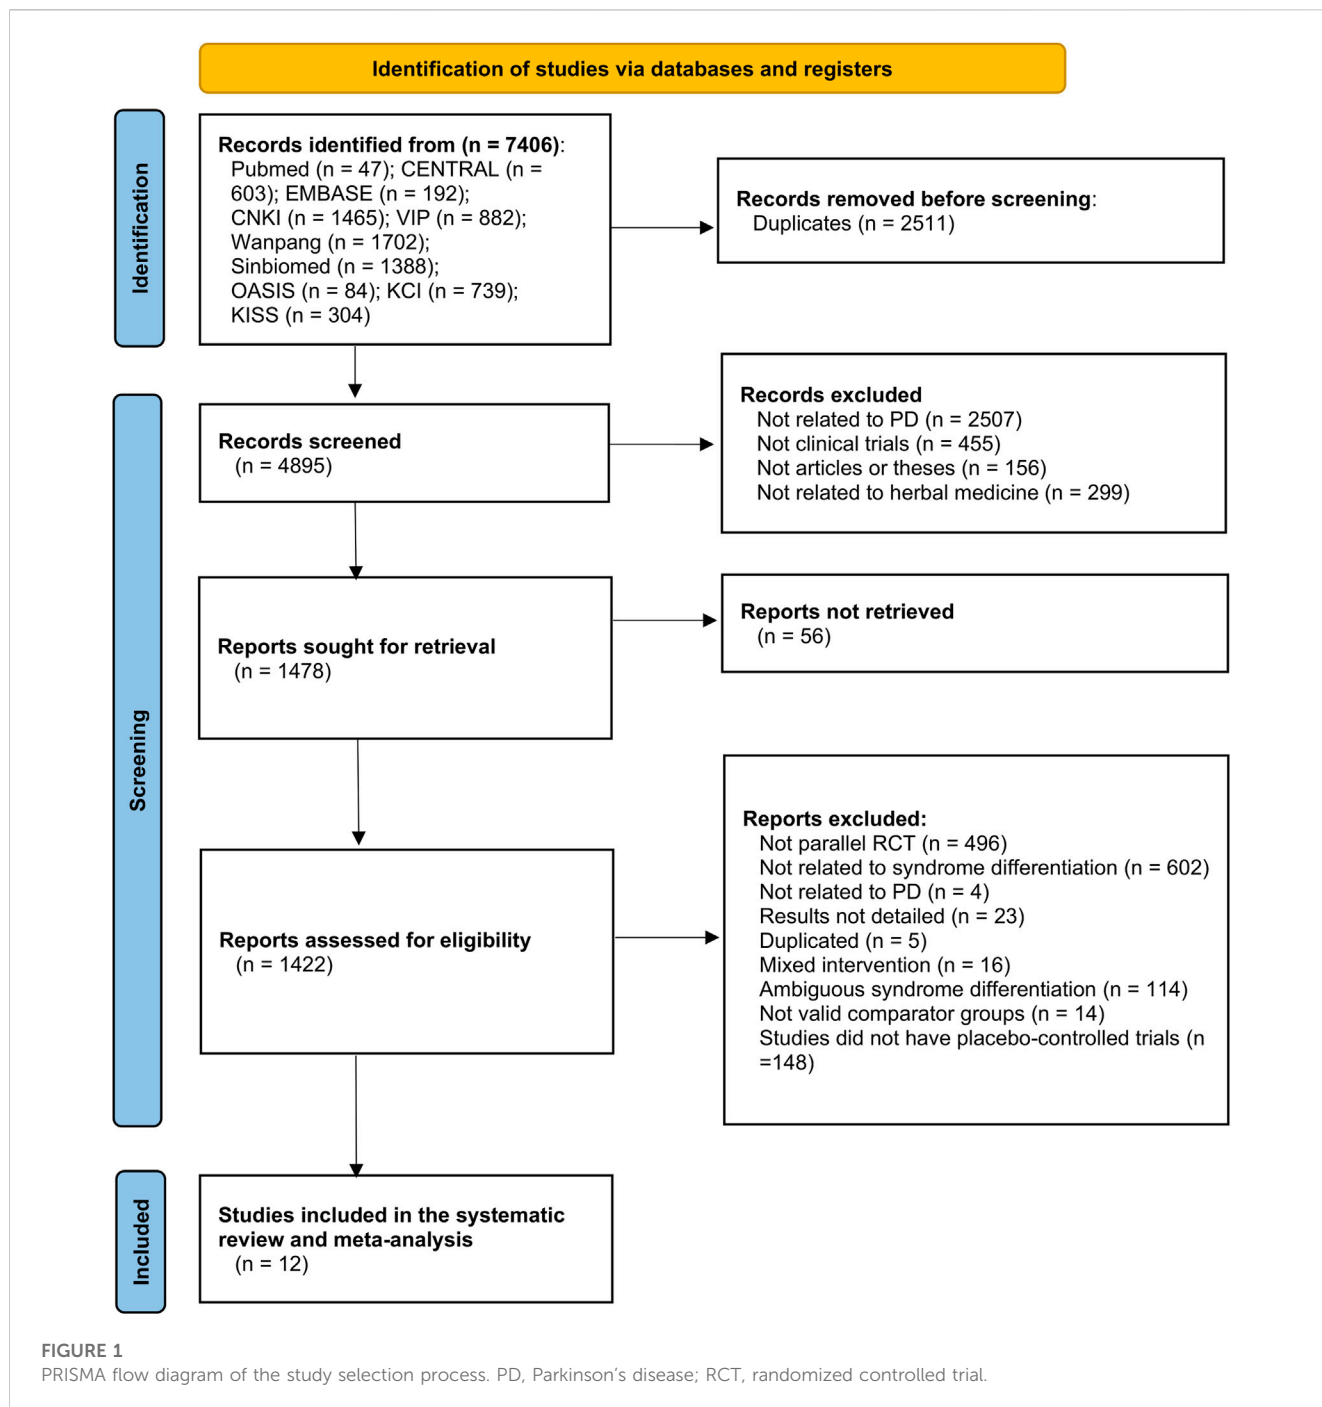 Identification of studies via databases and registers
Identification
Records identified from (n = 7406):
Pubmed (n = 47); CENTRAL (n =
603); EMBASE (n = 192);
CNKI (n = 1465); VIP (n = 882);
Wanpang (n = 1702);
Sinbiomed (n = 1388);
OASIS (n = 84); KCI (n = 739);
KISS (n = 304)
Records removed before screening:
Duplicates (n = 2511)
Screening
Records screened
(n = 4895)
Records excluded
Not related to PD (n = 2507)
Not clinical trials (n = 455)
Not articles or theses (n = 156)
Not related to herbal medicine (n = 299)
Reports sought for retrieval
(n = 1478)
Reports not retrieved
(n = 56)
Reports assessed for eligibility
(n = 1422)
Reports excluded:
Not parallel RCT (n = 496)
Not related to syndrome differentiation (n = 602)
Not related to PD (n = 4)
Results not detailed (n = 23)
Duplicated (n = 5)
Mixed intervention (n = 16)
Ambiguous syndrome differentiation (n = 114)
Not valid comparator groups (n = 14)
Studies did not have placebo-controlled trials (n
=148)
Included
Studies included in the systematic
review and meta-analysis
(n = 12)
FIGURE 1
PRISMA flow diagram of the study selection process. PD, Parkinson's disease; RCT, randomized controlled trial.